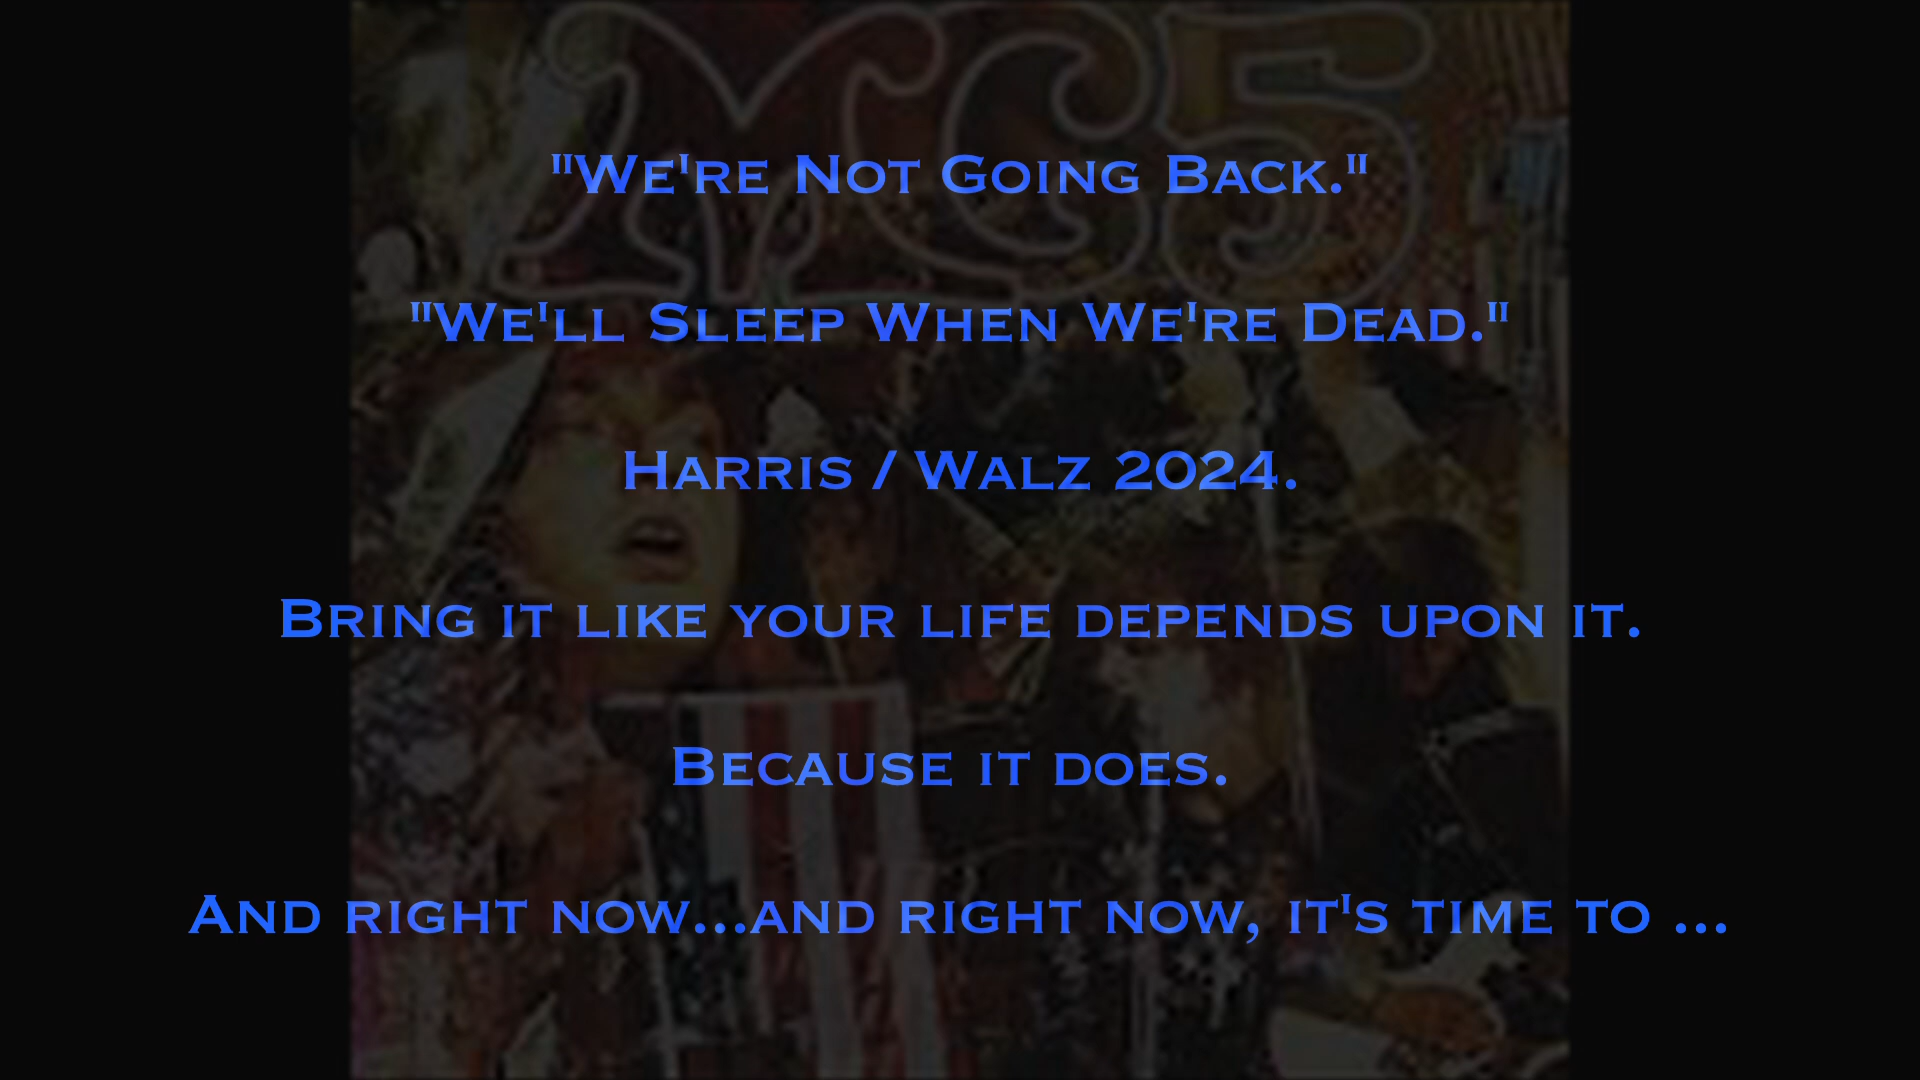 MC5
"We're Not Going Back."
"We'll Sleep When We're Dead."
Harris / Walz 2024.
Bring it like your life depends upon it.
Because it does.
And right now...and right now, it's time to ...